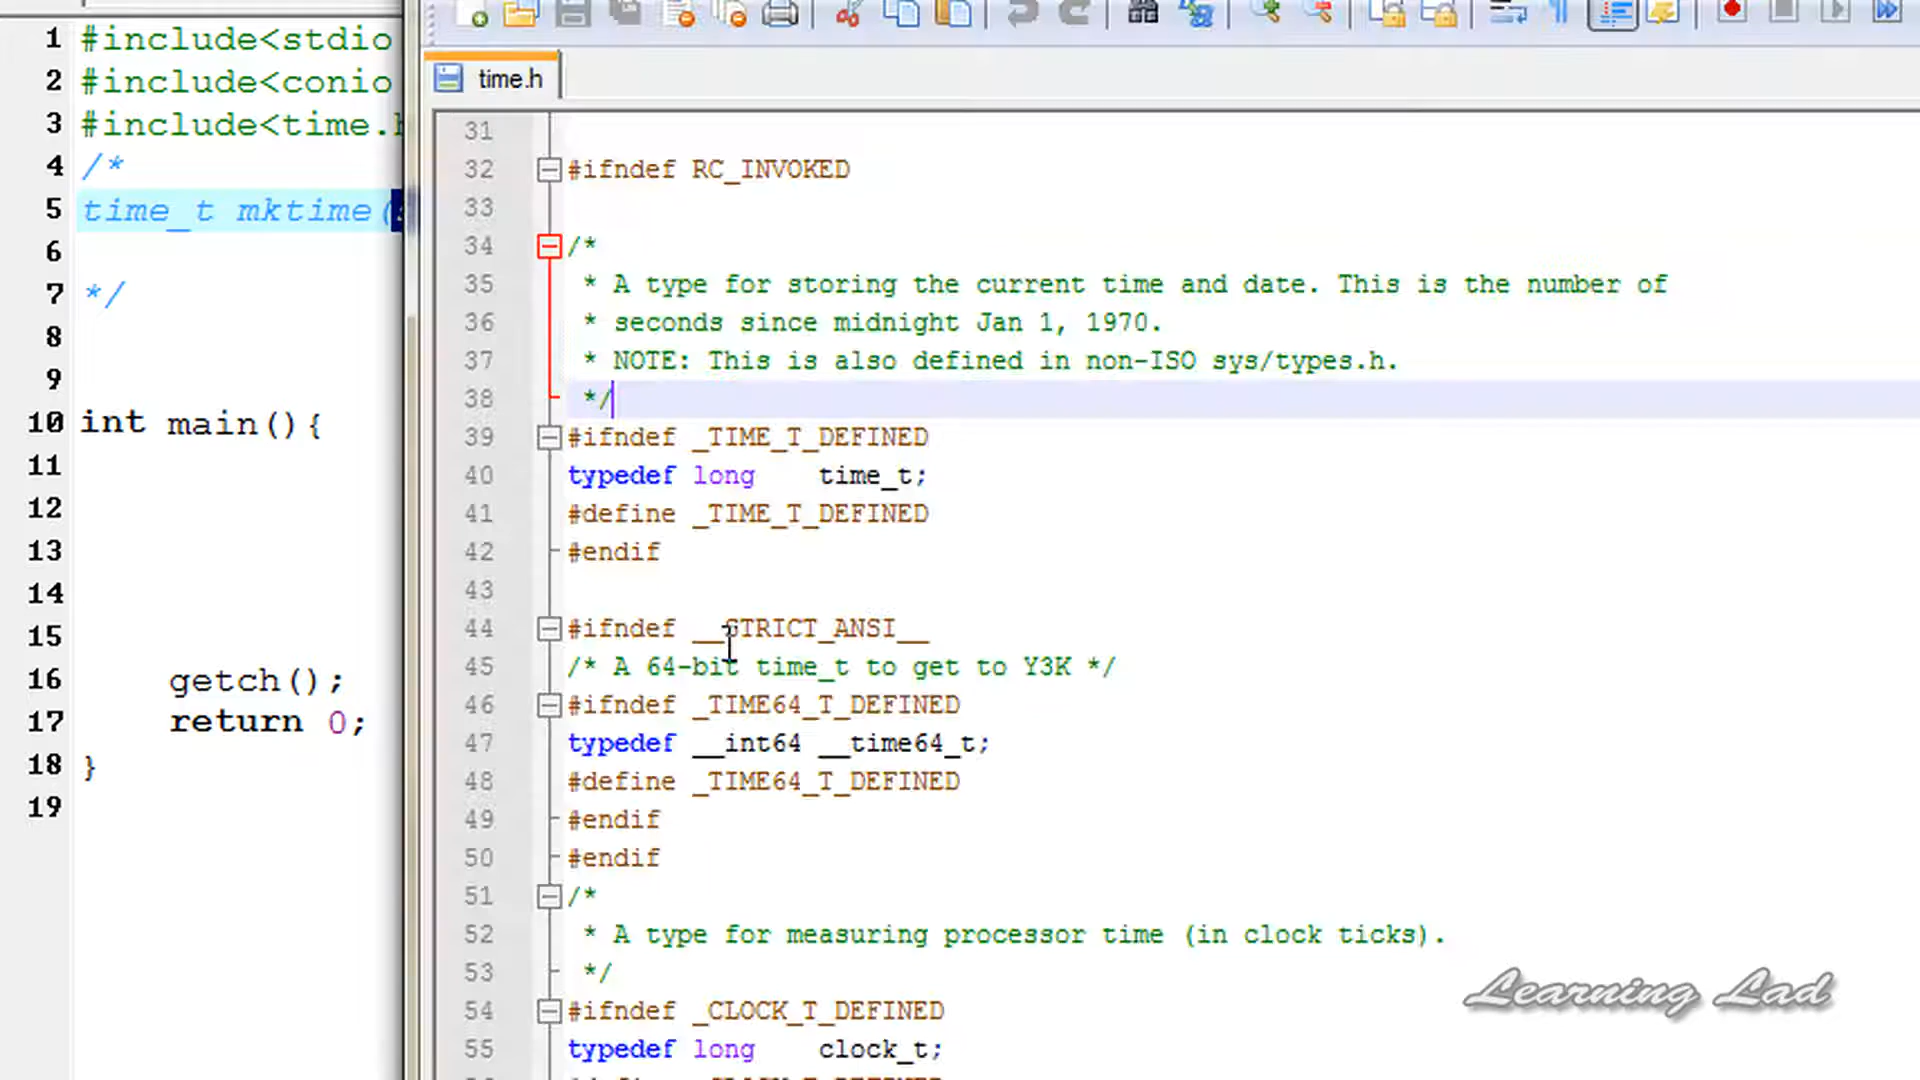 1 #include<stdio
2 #include<conio
3 #include<time.h
4 /*
5 time_t mktime(
6
7 */
8
9
10 int main(){
11
12
13
14
15
16 getch();
17 return 0;
18 }
19
time.h
31
32 #ifndef RC_INVOKED
33
34 /*
35 * A type for storing the current time and date. This is the number of
36 * seconds since midnight Jan 1, 1970.
37 * NOTE: This is also defined in non-ISO sys/types.h.
38 */
39 #ifndef _TIME_T_DEFINED
40 typedef long time_t;
41 #define _TIME_T_DEFINED
42 #endif
43
44 #ifndef __STRICT_ANSI__
45 /* A 64-bit time_t to get to Y3K */
46 #ifndef _TIME64_T_DEFINED
47 typedef __int64 __time64_t;
48 #define _TIME64_T_DEFINED
49 #endif
50 #endif
51 /*
52 * A type for measuring processor time (in clock ticks).
53 */
54 #ifndef _CLOCK_T_DEFINED
55 typedef long clock_t;
Learning Lad